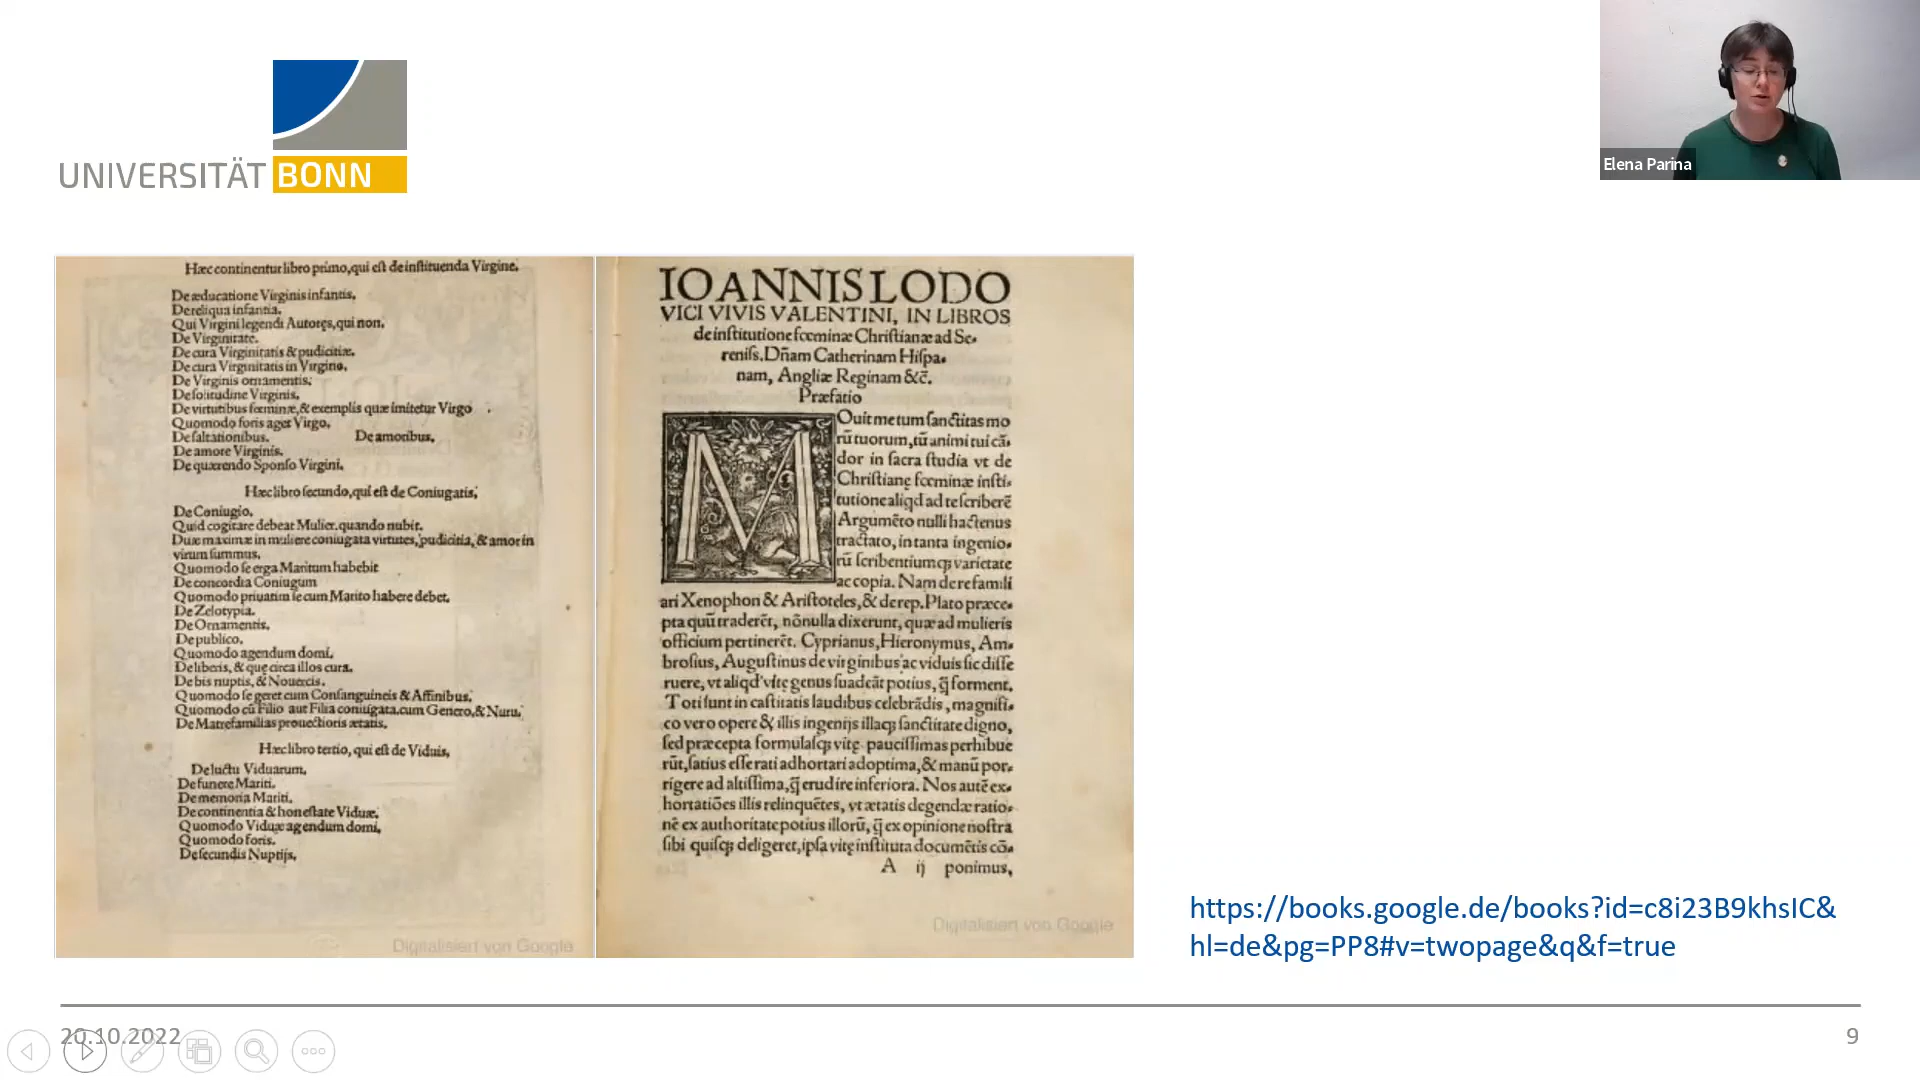 UNIVERSITÄT BONN
Elena Parina
Hæc continentur libro primo, qui eſt de inſtituenda Virgine.
De æducatione Virginis infantis.
De reliqua infantia.
Qui Virgini legendi Autores, qui non.
De Virginitate.
De cura Virginitatis & pudicitiæ.
De cura Virginitatis in Virgine.
De Virginis ornamentis.
De ſolitudine Virginis.
De virtutibus fœminæ, & exemplis quæ imitetur Virgo
Quomodo foris aget Virgo.
De ſaltationibus. De amoribus.
De amore Virginis.
De quærendo Sponſo Virgini.
Hæc libro ſecundo, qui eſt de Coniugatis.
De Coniugio.
Quid cogitare debeat Mulier, quando nubit.
Duæ maximæ in muliere coniugata virtutes, pudicitia, & amor in
virum ſummus.
Quomodo ſe erga Maritum habebit
De concordia Coniugum
Quomodo priuatim ſe cum Marito habere debet.
De Zelotypia.
De Ornamentis.
De publico.
Quomodo agendum domi.
De liberis, & quę circa illos cura.
De bis nuptis, & Nouercis.
Quomodo ſe geret cum Conſanguineis & Affinibus.
Quomodo cū Filio aut Filia coniugata, cum Genero, & Nuru.
De Matrefamilias prouectioris ætatis.
Hæc libro tertio, qui eſt de Viduis.
De luctu Viduarum.
De funere Mariti.
De memoria Mariti.
De continentia & honeſtate Viduæ.
Quomodo Viduæ agendum domi.
Quomodo foris.
De ſecundis Nuptijs.
Digitalisiert von Google
IOANNIS LODO
VICI VIVIS VALENTINI, IN LIBROS
de inſtitutione fœminæ Chriſtianæ ad Se-
reniſs. Dñam Catherinam Hiſpa-
nam, Angliæ Reginam &c̄.
Præfatio
MOuit me tum ſanctitas mo
rū tuorum, tū animi tui cā-
dor in ſacra ſtudia vt de
Chriſtianę fœminæ inſti-
tutione aliqd ad te ſcriberē
Argumēto nulli hactenus
tractato, in tanta ingenio-
rū ſcribentiumqꝫ varietate
ac copia. Nam de re famili
ari Xenophon & Ariſtoteles, & de rep. Plato præce-
pta quū traderēt, nōnulla dixerunt, quæ ad mulieris
officium pertinerēt. Cyprianus, Hieronymus, Am-
broſius, Auguſtinus de virginibus ac viduis ſic diſſe
ruere, vt aliqd vitę genus ſuadeāt potius, q̄ forment.
Toti ſunt in caſtitatis laudibus celebrādis, magnifi-
co vero opere & illis ingenijs illaqꝫ ſanctitate digno,
ſed præcepta formulaſqꝫ vitę pauciſſimas perhibue
rūt, ſatius eſſe rati adhortari ad optima, & manū por-
rigere ad altiſſima, q̄ erudire inferiora. Nos autē ex-
hortatiōes illis relinquētes, vt ætatis degendæ ratio-
nē ex authoritate potius illorū, q̄ ex opinione noſtra
ſibi quiſqꝫ deligeret, ipſa vitę inſtituta documētis cō-
A ij ponimus,
Digitalisiert von Google
https://books.google.de/books?id=c8i23B9khsIC&
hl=de&pg=PP8#v=twopage&q&f=true
20.10.2022
9